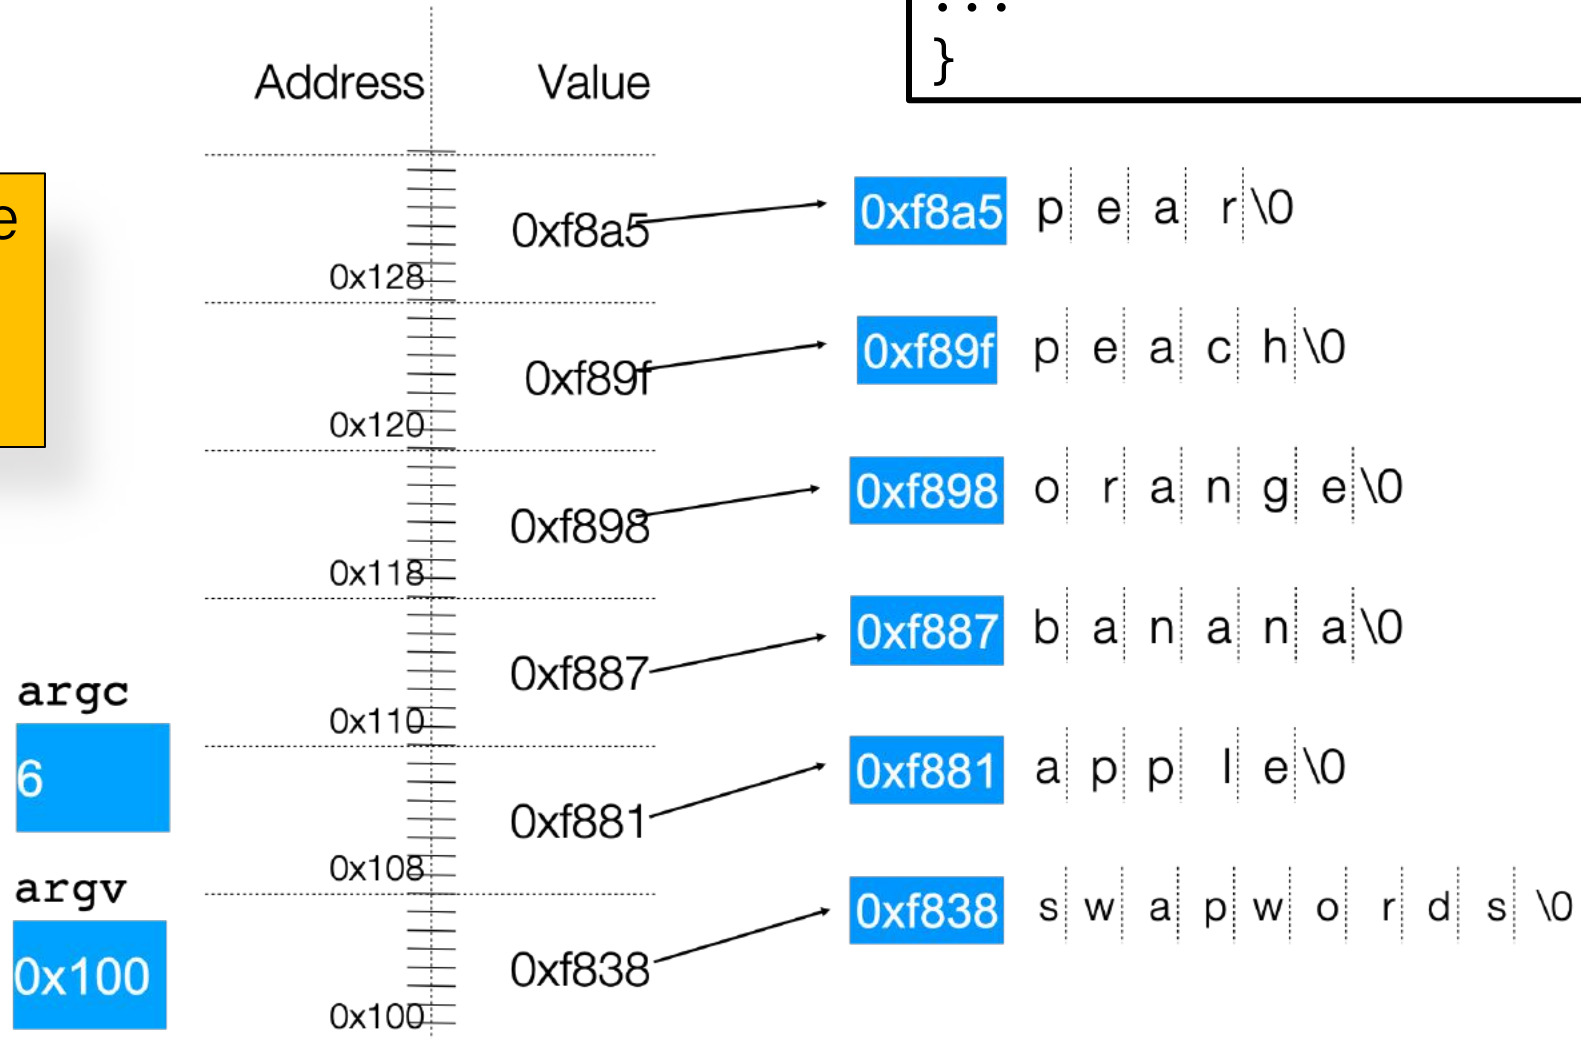 ...
}
Address Value
e
0xf8a5 0xf8a5 p e a r \0
0x128
0xf89f 0xf89f p e a c h \0
0x120
0xf898 0xf898 o r a n g e \0
0x118
0xf887 0xf887 b a n a n a \0
argc
0x110
6
0xf881 0xf881 a p p l e \0
0x108
argv
0xf838 0xf838 s w a p w o r d s \0
0x100
0x100